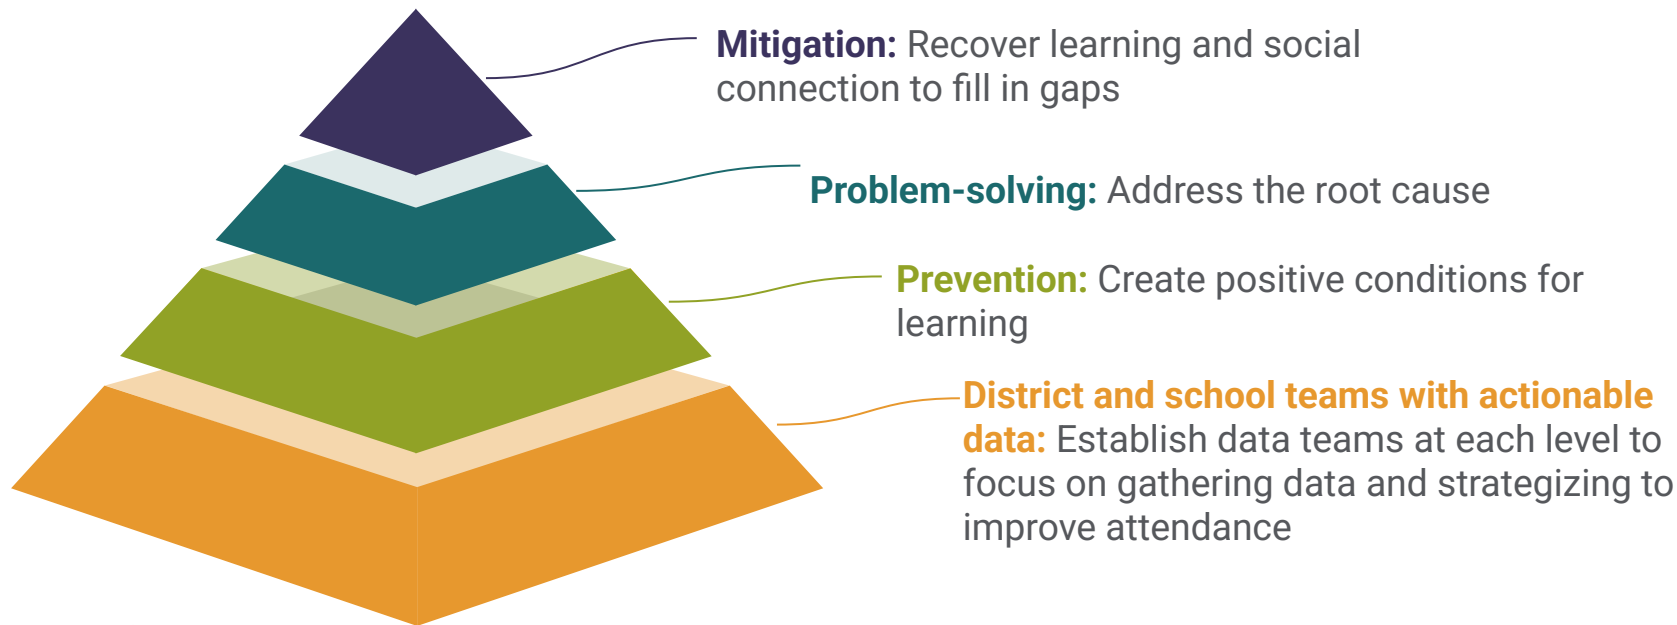 Mitigation: Recover learning and social
connection to fill in gaps
Problem-solving: Address the root cause
Prevention: Create positive conditions for
learning
District and school teams with actionable
data: Establish data teams at each level to
focus on gathering data and strategizing to
improve attendance